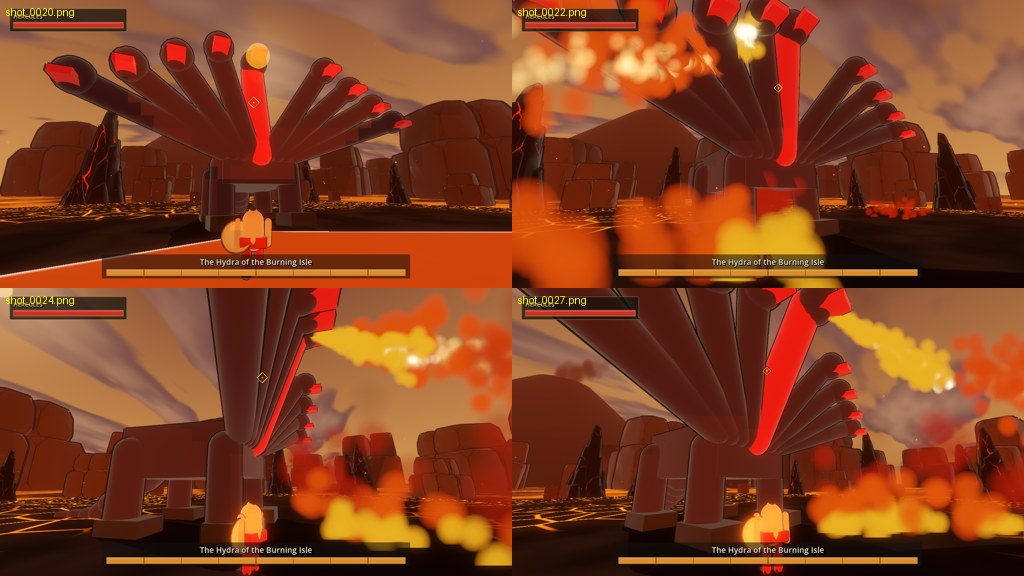 shot_0020.png
The Hydra of the Burning Isle
shot_0022.png
The Hydra of the Burning Isle
shot_0024.png
The Hydra of the Burning Isle
shot_0027.png
The Hydra of the Burning Isle